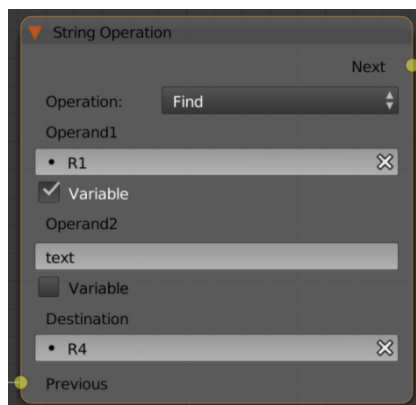 String Operation
Next
Operation: Find
Operand1
• R1
Variable
Operand2
text
Variable
Destination
• R4
Previous